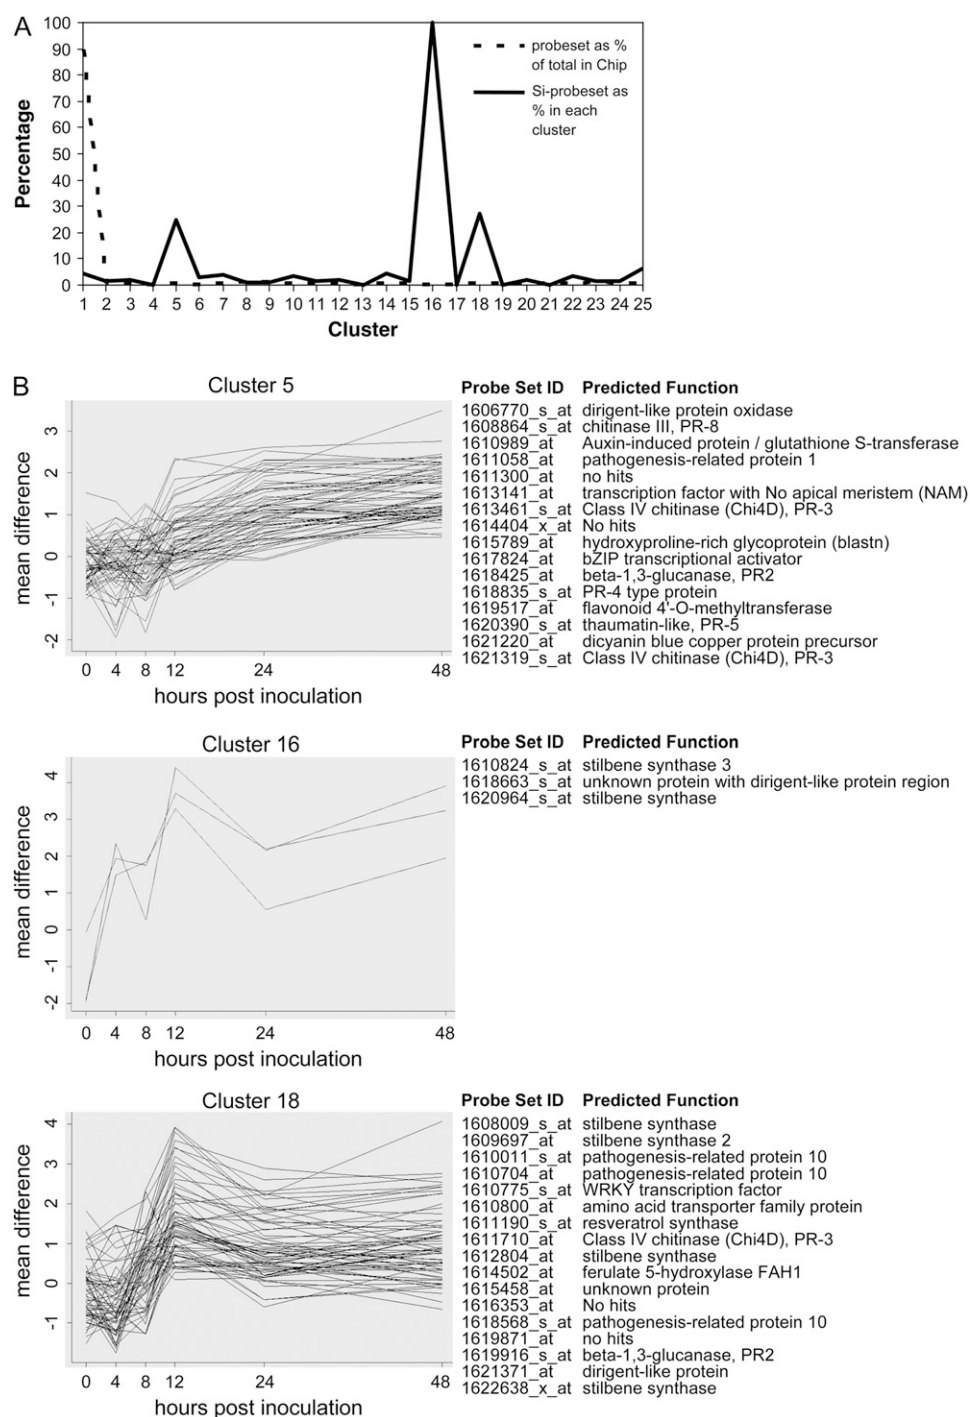 A
100
90
80
70
60
50
40
30
20
10
0
Percentage
probeset as %
of total in Chip
Si-probeset as
% in each
cluster
1 2 3 4 5 6 7 8 9 10 11 12 13 14 15 16 17 18 19 20 21 22 23 24 25
Cluster
B
Cluster 5
mean difference
3
2
1
0
-1
-2
0 4 8 12 24 48
hours post inoculation
Probe Set ID Predicted Function
1606770_s_at dirigent-like protein oxidase
1608864_s_at chitinase III, PR-8
1610989_at Auxin-induced protein / glutathione S-transferase
1611058_at pathogenesis-related protein 1
1611300_at no hits
1613141_at transcription factor with No apical meristem (NAM)
1613461_s_at Class IV chitinase (Chi4D), PR-3
1614404_x_at No hits
1615789_at hydroxyproline-rich glycoprotein (blastn)
1617824_at bZIP transcriptional activator
1618425_at beta-1,3-glucanase, PR2
1618835_s_at PR-4 type protein
1619517_at flavonoid 4'-O-methyltransferase
1620390_s_at thaumatin-like, PR-5
1621220_at dicyanin blue copper protein precursor
1621319_s_at Class IV chitinase (Chi4D), PR-3
Cluster 16
mean difference
4
3
2
1
0
-1
-2
0 4 8 12 24 48
hours post inoculation
Probe Set ID Predicted Function
1610824_s_at stilbene synthase 3
1618663_s_at unknown protein with dirigent-like protein region
1620964_s_at stilbene synthase
Cluster 18
mean difference
4
3
2
1
0
-1
0 4 8 12 24 48
hours post inoculation
Probe Set ID Predicted Function
1608009_s_at stilbene synthase
1609697_at stilbene synthase 2
1610011_s_at pathogenesis-related protein 10
1610704_at pathogenesis-related protein 10
1610775_s_at WRKY transcription factor
1610800_at amino acid transporter family protein
1611190_s_at resveratrol synthase
1611710_at Class IV chitinase (Chi4D), PR-3
1612804_at stilbene synthase
1614502_at ferulate 5-hydroxylase FAH1
1615458_at unknown protein
1616353_at No hits
1618568_s_at pathogenesis-related protein 10
1619871_at no hits
1619916_s_at beta-1,3-glucanase, PR2
1621371_at dirigent-like protein
1622638_x_at stilbene synthase